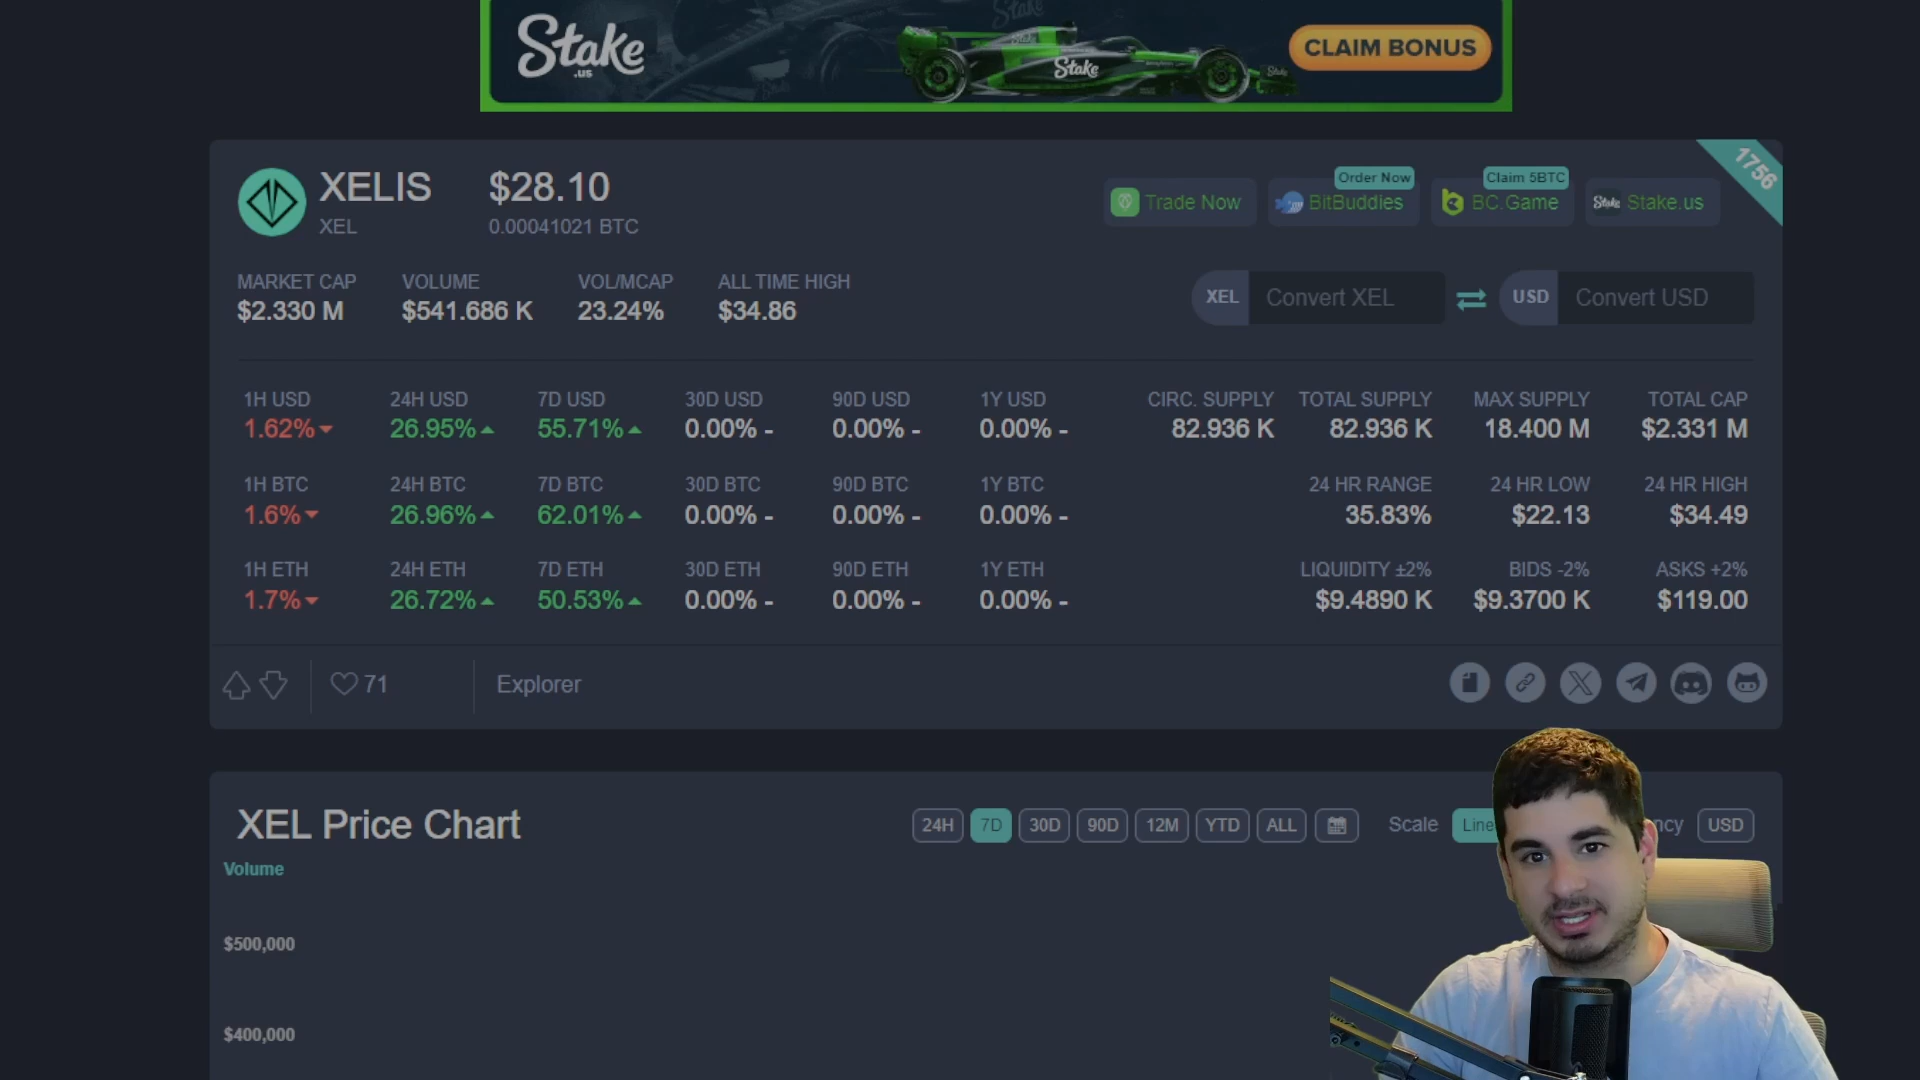 Stake
.us
Stake
Stake
Stake
CLAIM BONUS
1756
XELIS
$28.10
XEL
0.00041021 BTC
Order Now
Claim 5BTC
Trade Now
BitBuddies
BC.Game
Stake
Stake.us
MARKET CAP VOLUME VOL/MCAP ALL TIME HIGH
$2.330 M $541.686 K 23.24% $34.86
XEL Convert XEL USD Convert USD
1H USD 24H USD 7D USD 30D USD 90D USD 1Y USD CIRC. SUPPLY TOTAL SUPPLY MAX SUPPLY TOTAL CAP
1.62% 26.95% 55.71% 0.00% - 0.00% - 0.00% - 82.936 K 82.936 K 18.400 M $2.331 M
1H BTC 24H BTC 7D BTC 30D BTC 90D BTC 1Y BTC 24 HR RANGE 24 HR LOW 24 HR HIGH
1.6% 26.96% 62.01% 0.00% - 0.00% - 0.00% - 35.83% $22.13 $34.49
1H ETH 24H ETH 7D ETH 30D ETH 90D ETH 1Y ETH LIQUIDITY ±2% BIDS -2% ASKS +2%
1.7% 26.72% 50.53% 0.00% - 0.00% - 0.00% - $9.4890 K $9.3700 K $119.00
71 Explorer
XEL Price Chart
24H 7D 30D 90D 12M YTD ALL Scale Line ncy USD
Volume
$500,000
$400,000